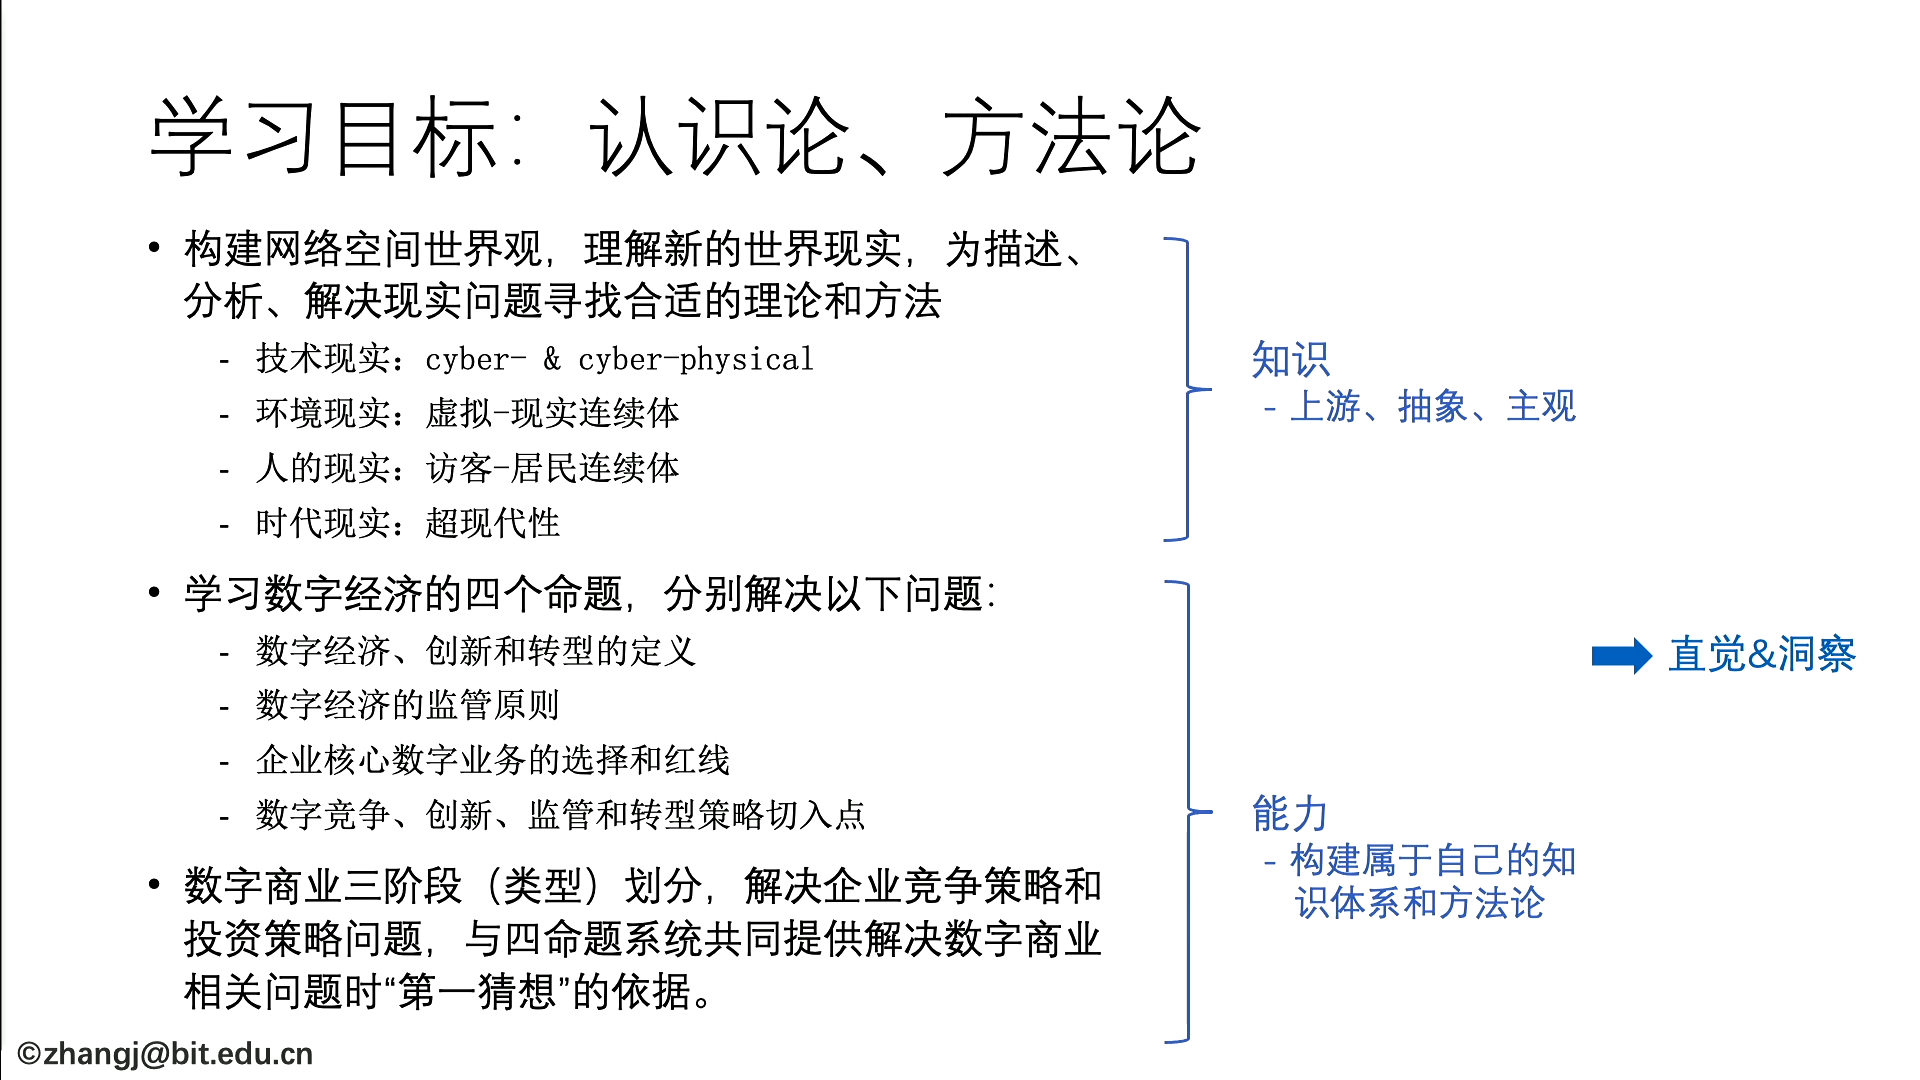 学习目标：认识论、方法论
• 构建网络空间世界观，理解新的世界现实，为描述、
分析、解决现实问题寻找合适的理论和方法
- 技术现实：cyber- & cyber-physical
- 环境现实：虚拟-现实连续体
- 人的现实：访客-居民连续体
- 时代现实：超现代性
知识
- 上游、抽象、主观
• 学习数字经济的四个命题，分别解决以下问题：
- 数字经济、创新和转型的定义
- 数字经济的监管原则
- 企业核心数字业务的选择和红线
- 数字竞争、创新、监管和转型策略切入点
• 数字商业三阶段（类型）划分，解决企业竞争策略和
投资策略问题，与四命题系统共同提供解决数字商业
相关问题时“第一猜想”的依据。
能力
- 构建属于自己的知
识体系和方法论
直觉&洞察
©zhangj@bit.edu.cn